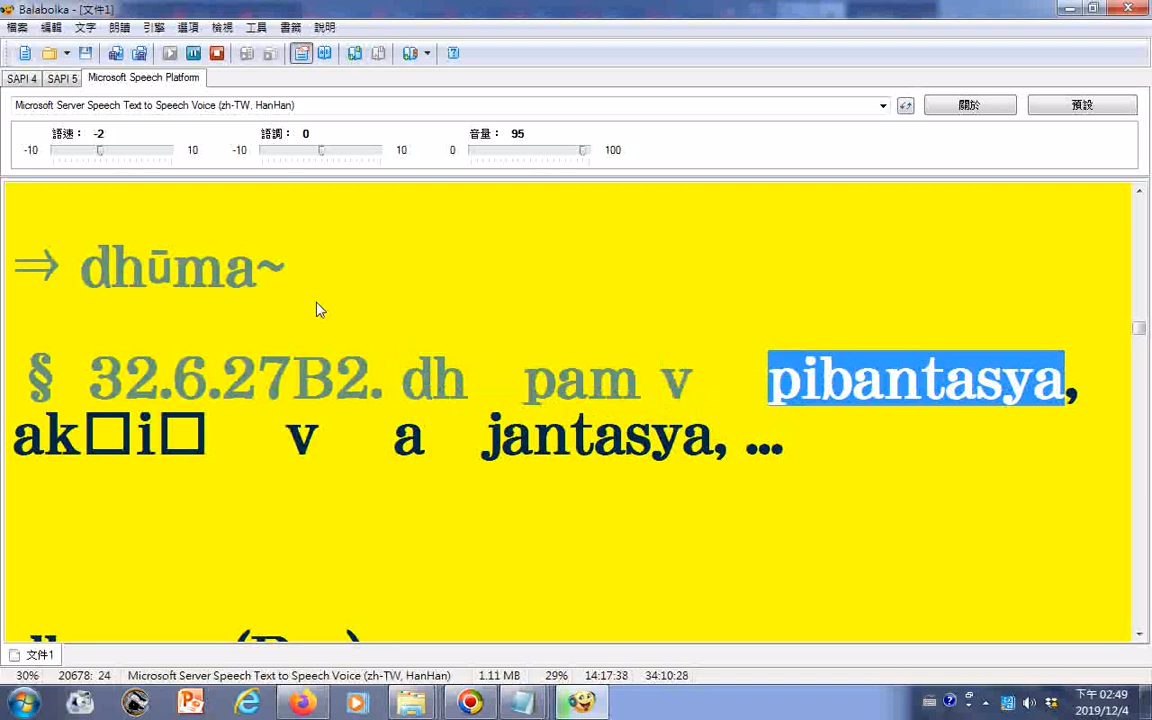 Balabolka - [文件1]
檔案 編輯 文字 朗讀 引擎 選項 檢視 工具 書籤 說明
SAPI 4 SAPI 5 Microsoft Speech Platform
Microsoft Server Speech Text to Speech Voice (zh-TW, HanHan) 關於 預設
語速： -2 語調： 0 音量： 95
-10 10 -10 10 0 100
⇒ dhūma~
§ 32.6.27B2. dh pam v pibantasya,
ak□i□ v a jantasya, ...
文件1
30% 20678: 24 Microsoft Server Speech Text to Speech Voice (zh-TW, HanHan) 1.11 MB 29% 14:17:38 34:10:28
下午 02:49
2019/12/4